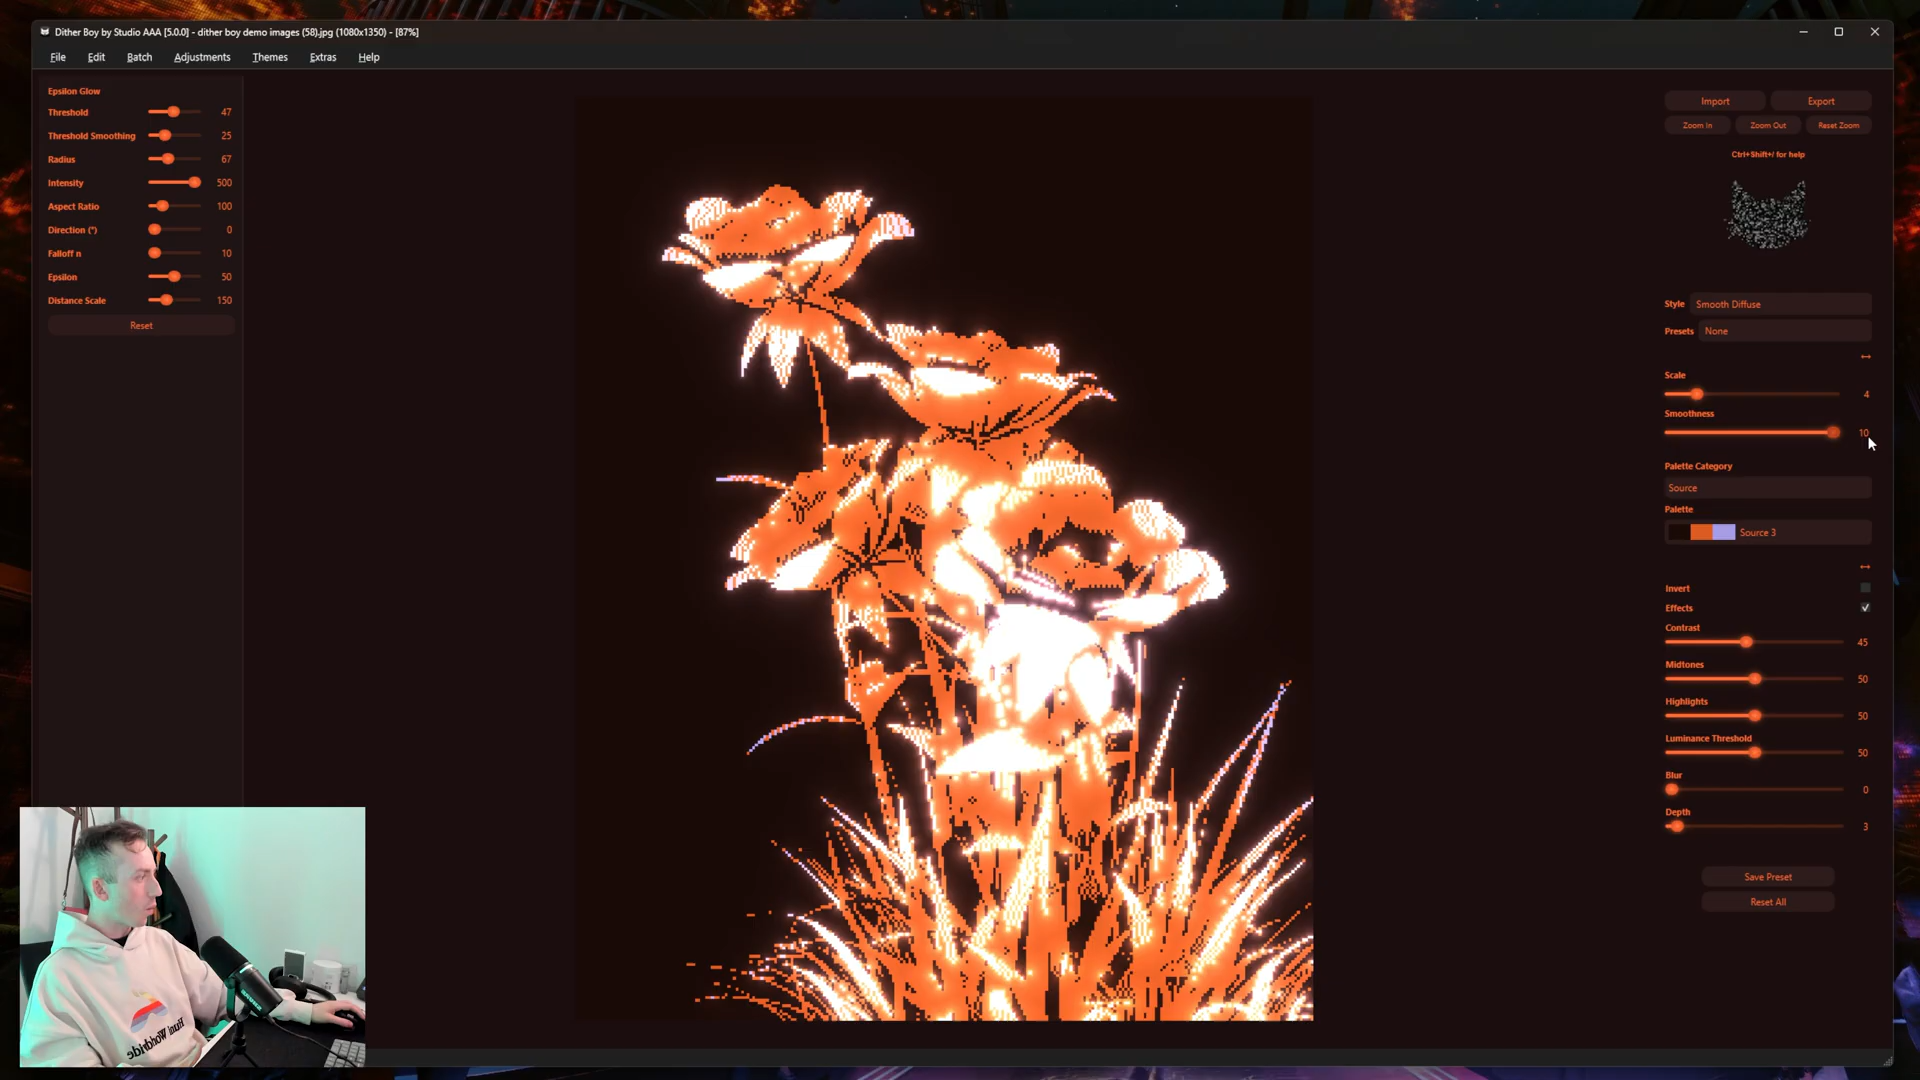 Dither Boy by Studio AAA [5.0.0] - dither boy demo images (58).jpg (1080x1350) - [87%]
File Edit Batch Adjustments Themes Extras Help
Epsilon Glow
Threshold 47
Threshold Smoothing 25
Radius 67
Intensity 500
Aspect Ratio 100
Direction (°) 0
Falloff n 10
Epsilon 50
Distance Scale 150
Reset
Import Export
Zoom In Zoom Out Reset Zoom
Ctrl+Shift+/ for help
Style Smooth Diffuse
Presets None
Scale
4
Smoothness
10
Palette Category
Source
Palette
Source 3
Invert
Effects
Contrast
45
Midtones
50
Highlights
50
Luminance Threshold
50
Blur
0
Depth
3
Save Preset
Reset All